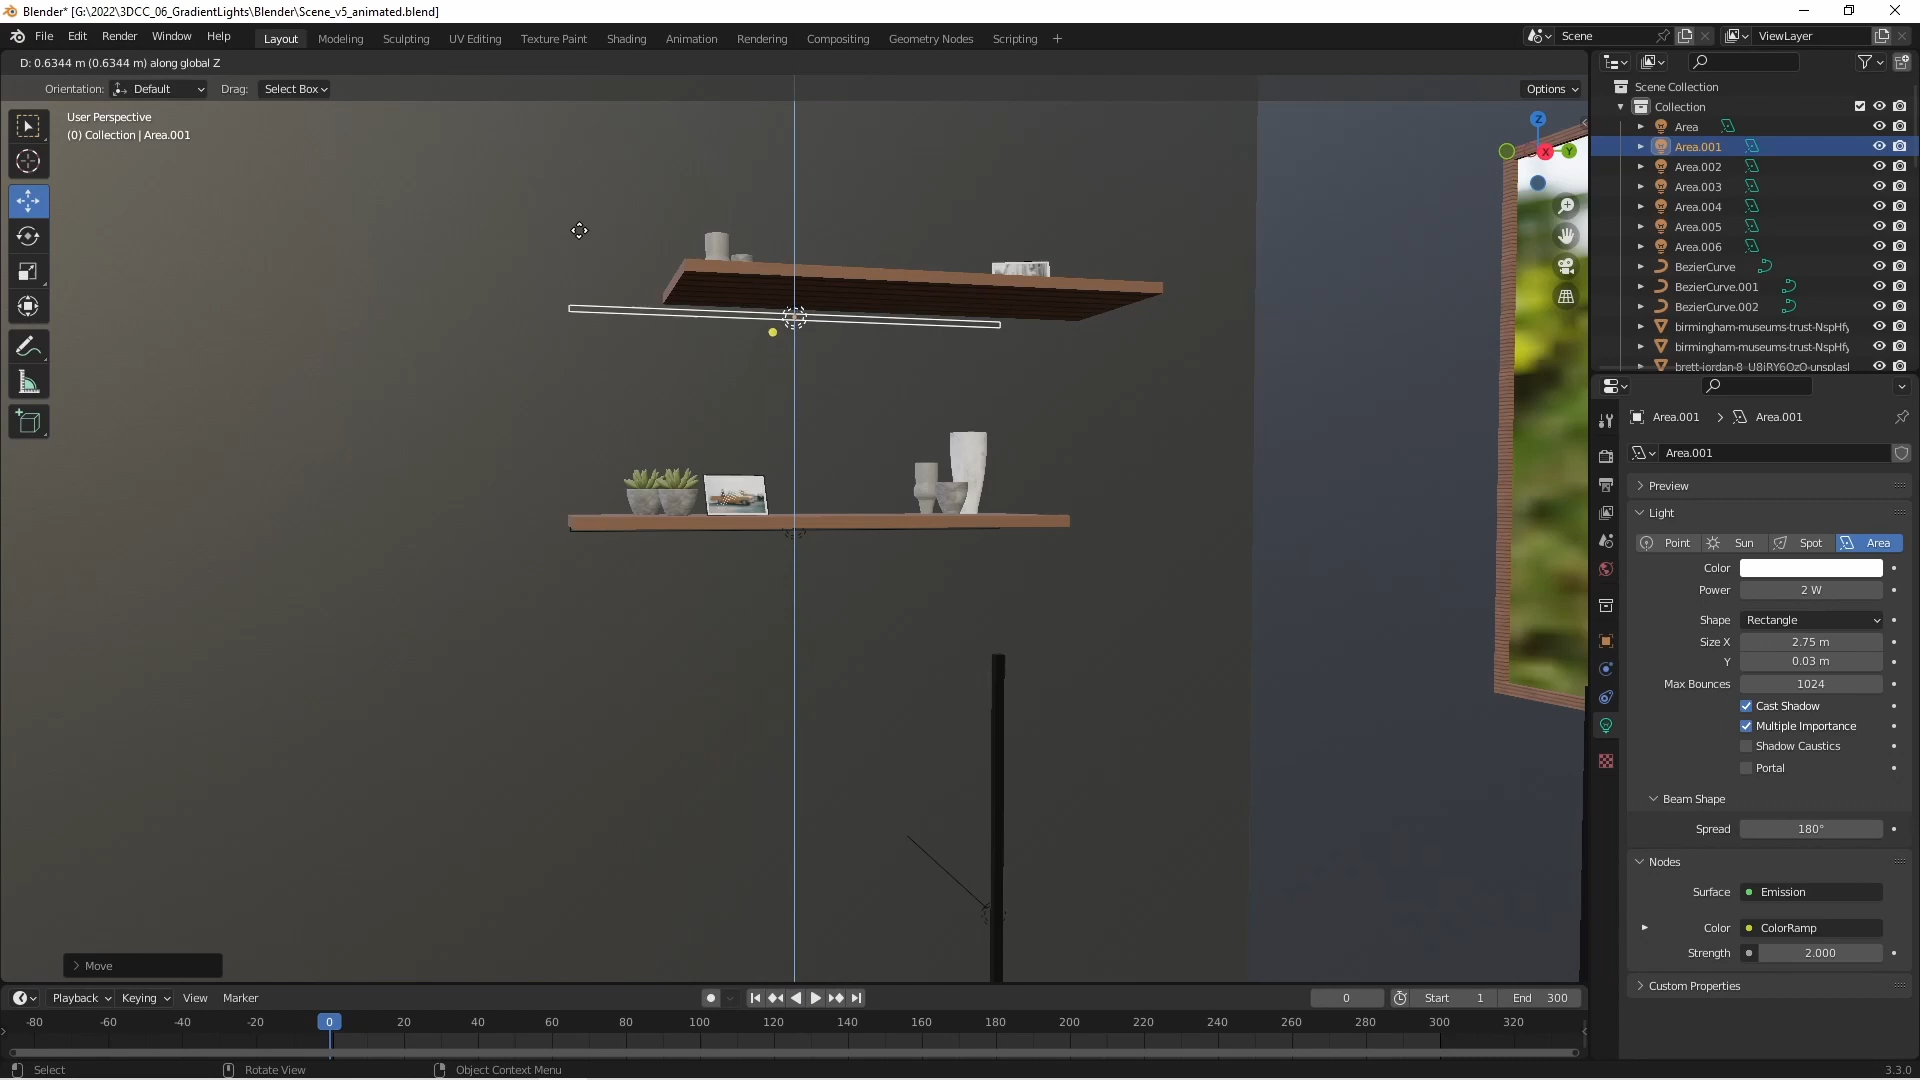 Blender* [G:\2022\3DCC_06_GradientLights\Blender\Scene_v5_animated.blend]
File Edit Render Window Help Layout Modeling Sculpting UV Editing Texture Paint Shading Animation Rendering Compositing Geometry Nodes Scripting + Scene ViewLayer
D: 0.6344 m (0.6344 m) along global Z
Orientation: Default Drag: Select Box Options
User Perspective
(0) Collection | Area.001
Z
X
Y
Scene Collection
Collection
Area
Area.001
Area.002
Area.003
Area.004
Area.005
Area.006
BezierCurve
BezierCurve.001
BezierCurve.002
birmingham-museums-trust-NspHfy
birmingham-museums-trust-NspHfy
brett-jordan-8_U8iRY6OzO-unsplasl
Area.001 > Area.001
Area.001
Preview
Light
Point Sun Spot Area
Color
Power 2 W
Shape Rectangle
Size X 2.75 m
Y 0.03 m
Max Bounces 1024
Cast Shadow
Multiple Importance
Shadow Caustics
Portal
Beam Shape
Spread 180°
Nodes
Surface Emission
Color ColorRamp
Strength 2.000
Custom Properties
Move
Playback Keying View Marker 0 Start 1 End 300
-80 -60 -40 -20 0 20 40 60 80 100 120 140 160 180 200 220 240 260 280 300 320
Select Rotate View Object Context Menu 3.3.0